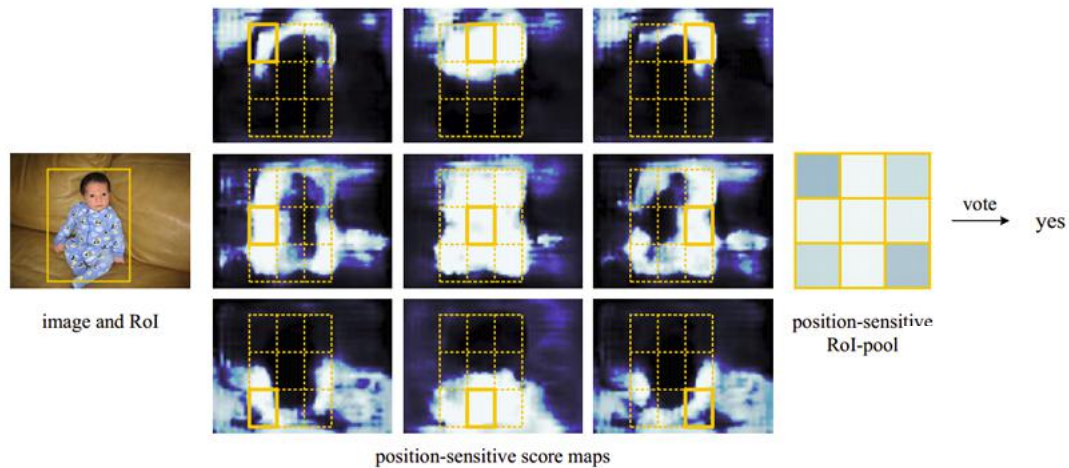 vote
yes
image and RoI
position-sensitive
RoI-pool
position-sensitive score maps